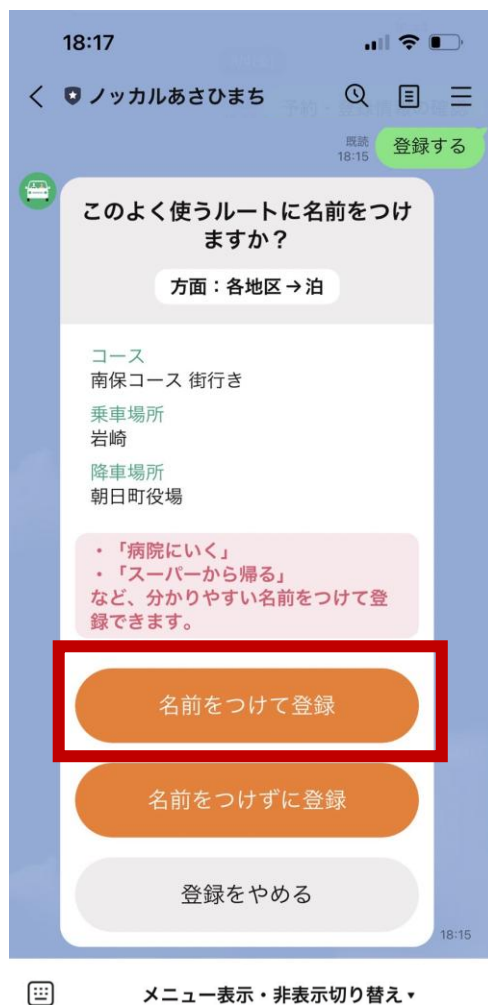 18:17
ノッカルあさひまち
既読
18:15
登録する
このよく使うルートに名前をつけ
ますか？
方面：各地区→泊
コース
南保コース 街行き
乗車場所
岩崎
降車場所
朝日町役場
・「病院にいく」
・「スーパーから帰る」
など、分かりやすい名前をつけて登
録できます。
名前をつけて登録
名前をつけずに登録
登録をやめる
18:15
メニュー表示・非表示切り替え▾